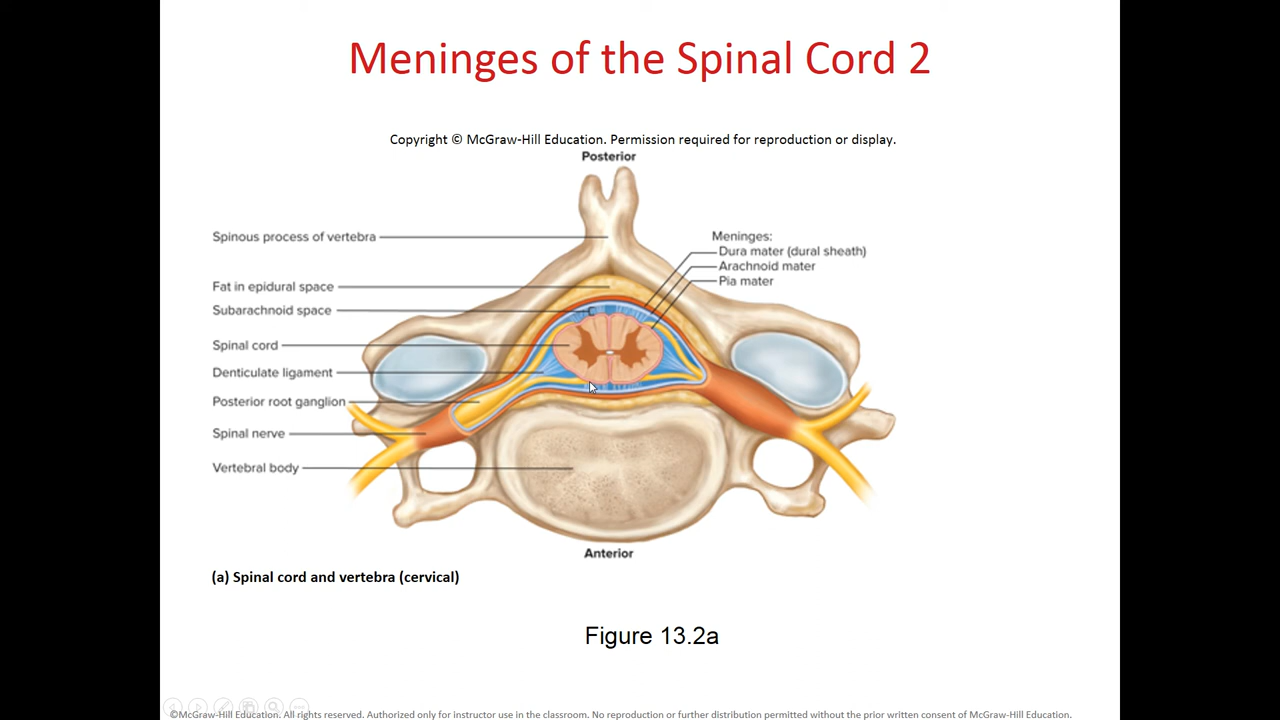 Meninges of the Spinal Cord 2
Copyright © McGraw-Hill Education. Permission required for reproduction or display.
Posterior
Spinous process of vertebra
Fat in epidural space
Subarachnoid space
Spinal cord
Denticulate ligament
Posterior root ganglion
Spinal nerve
Vertebral body
Meninges:
Dura mater (dural sheath)
Arachnoid mater
Pia mater
Anterior
(a) Spinal cord and vertebra (cervical)
Figure 13.2a
©McGraw-Hill Education. All rights reserved. Authorized only for instructor use in the classroom. No reproduction or further distribution permitted without the prior written consent of McGraw-Hill Education.